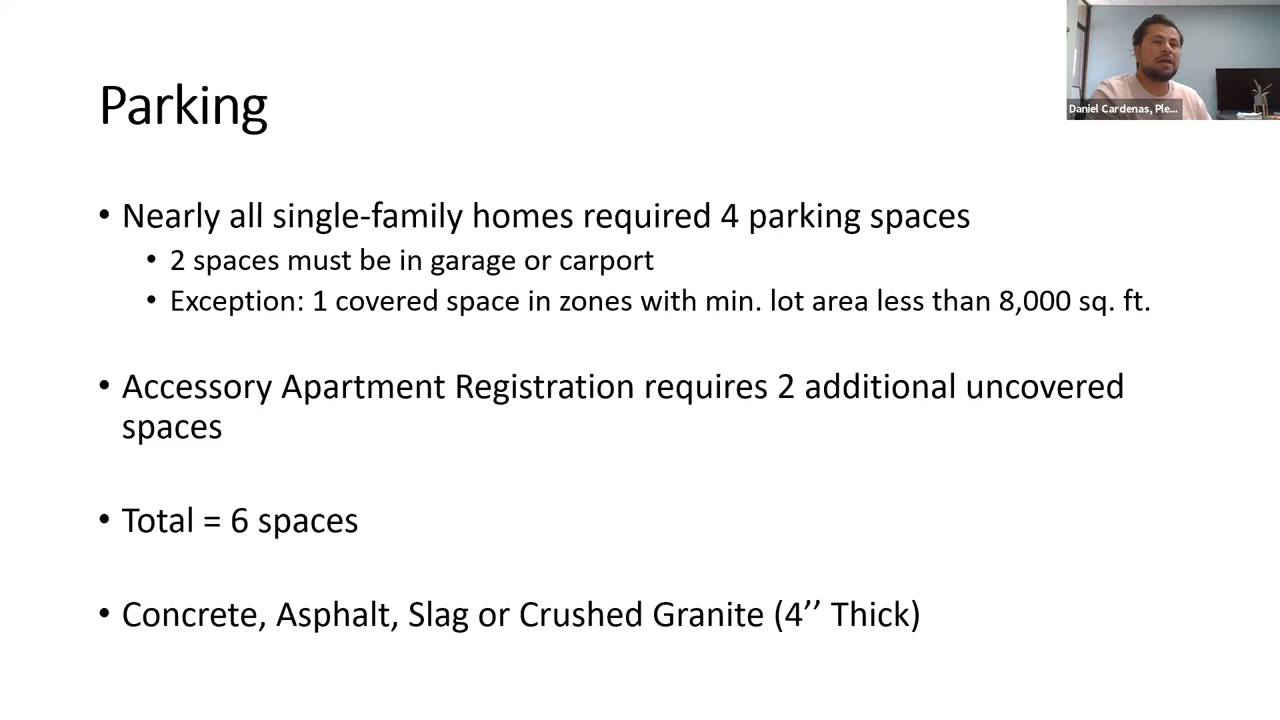 Parking
Daniel Cardenas, Ple...
• Nearly all single-family homes required 4 parking spaces
• 2 spaces must be in garage or carport
• Exception: 1 covered space in zones with min. lot area less than 8,000 sq. ft.
• Accessory Apartment Registration requires 2 additional uncovered
spaces
• Total = 6 spaces
• Concrete, Asphalt, Slag or Crushed Granite (4’’ Thick)